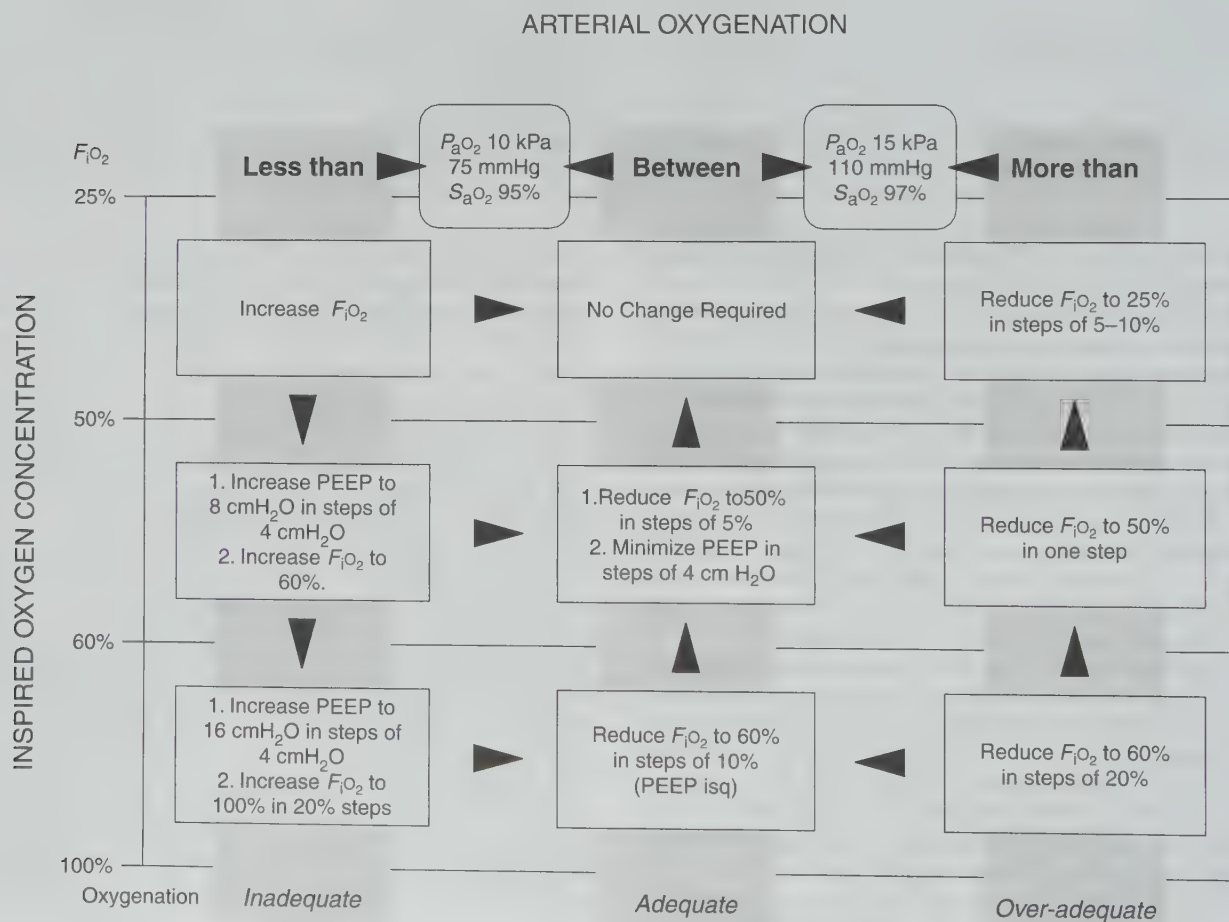 ARTERIAL OXYGENATION
FiO2
Less than
PaO2 10 kPa
75 mmHg
SaO2 95%
Between
PaO2 15 kPa
110 mmHg
SaO2 97%
More than
25%
INSPIRED OXYGEN CONCENTRATION
Increase FiO2
No Change Required
Reduce FiO2 to 25%
in steps of 5–10%
50%
1. Increase PEEP to
8 cmH2O in steps of
4 cmH2O
2. Increase FiO2 to
60%.
1.Reduce FiO2 to50%
in steps of 5%
2. Minimize PEEP in
steps of 4 cm H2O
Reduce FiO2 to 50%
in one step
60%
1. Increase PEEP to
16 cmH2O in steps of
4 cmH2O
2. Increase FiO2 to
100% in 20% steps
Reduce FiO2 to 60%
in steps of 10%
(PEEP isq)
Reduce FiO2 to 60%
in steps of 20%
100%
Oxygenation
Inadequate
Adequate
Over-adequate